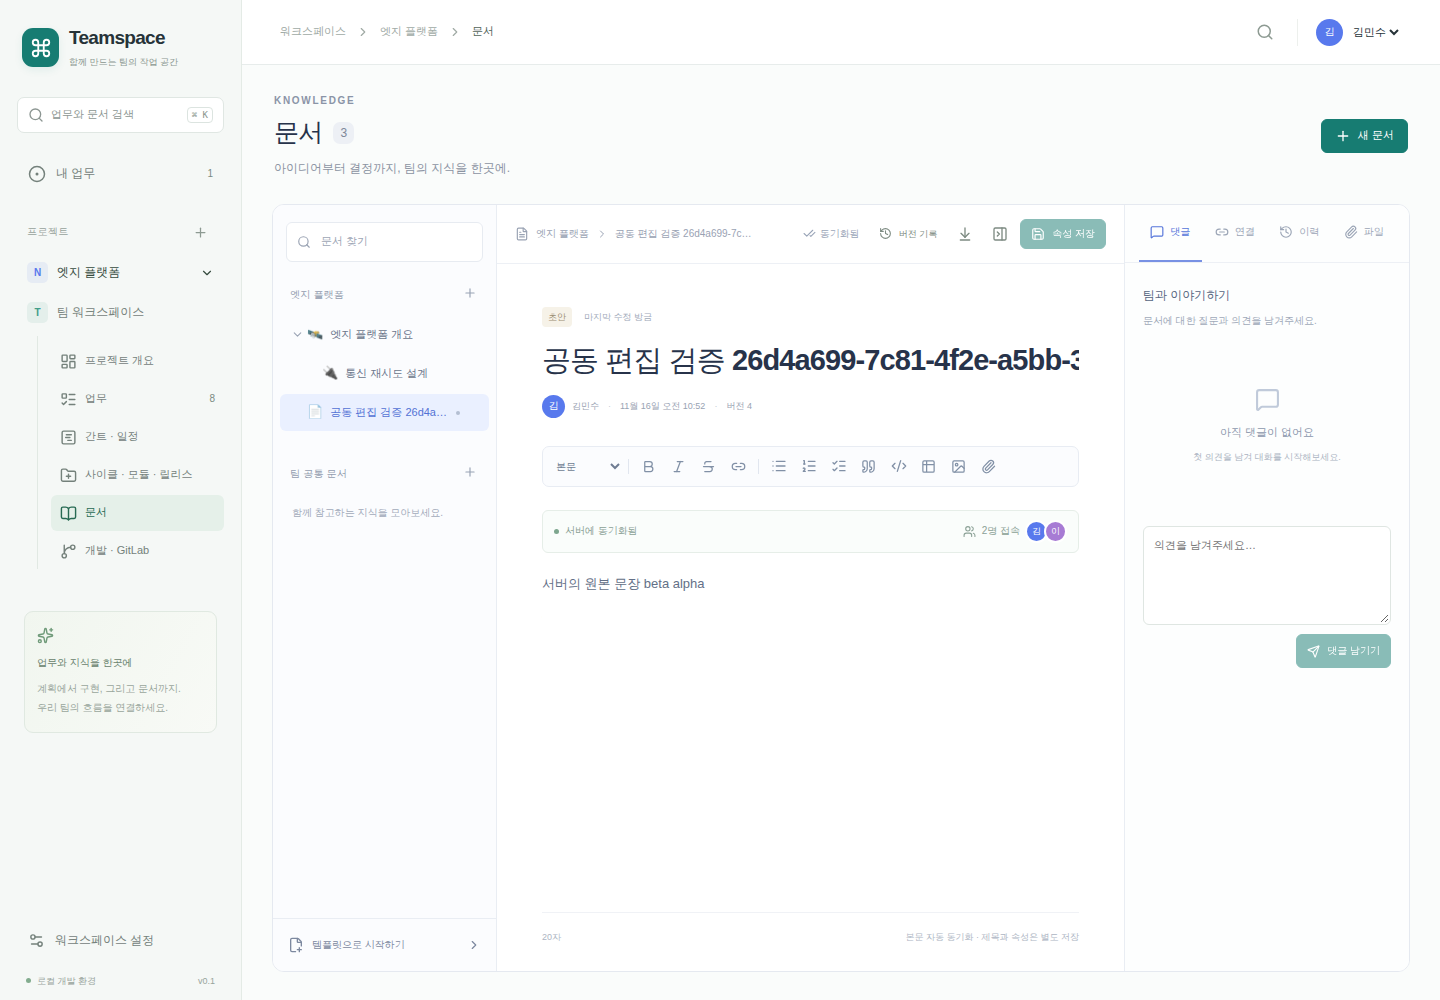 Teamspace
함께 만드는 팀의 작업 공간
업무와 문서 검색
⌘ K
내 업무
1
프로젝트
N
엣지 플랫폼
T
팀 워크스페이스
프로젝트 개요
업무
8
간트 · 일정
사이클 · 모듈 · 릴리스
문서
개발 · GitLab
업무와 지식을 한곳에
계획에서 구현, 그리고 문서까지.
우리 팀의 흐름을 연결하세요.
워크스페이스 설정
로컬 개발 환경
v0.1
워크스페이스
엣지 플랫폼
문서
김
김민수
KNOWLEDGE
문서
3
아이디어부터 결정까지, 팀의 지식을 한곳에.
새 문서
문서 찾기
엣지 플랫폼
엣지 플랫폼 개요
통신 재시도 설계
공동 편집 검증 26d4a…
팀 공통 문서
함께 참고하는 지식을 모아보세요.
템플릿으로 시작하기
엣지 플랫폼
공동 편집 검증 26d4a699-7c…
동기화됨
버전 기록
속성 저장
초안
마지막 수정 방금
공동 편집 검증 26d4a699-7c81-4f2e-a5bb-3
김
김민수 · 11월 16일 오전 10:52 · 버전 4
본문
서버에 동기화됨
2명 접속
김
이
서버의 원본 문장 beta alpha
20자
본문 자동 동기화 · 제목과 속성은 별도 저장
댓글
연결
이력
파일
팀과 이야기하기
문서에 대한 질문과 의견을 남겨주세요.
아직 댓글이 없어요
첫 의견을 남겨 대화를 시작해보세요.
의견을 남겨주세요…
댓글 남기기